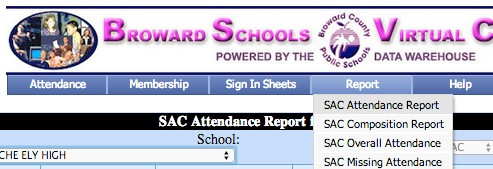 BROWARD SCHOOLS VIRTUAL C
Broward County Public Schools
POWERED BY THE DATA WAREHOUSE
Attendance Membership Sign In Sheets Report Help
SAC Attendance Report
SAC Attendance Report f
School:
SAC Composition Report
AC
CHE ELY HIGH
SAC Overall Attendance
SAC Missing Attendance